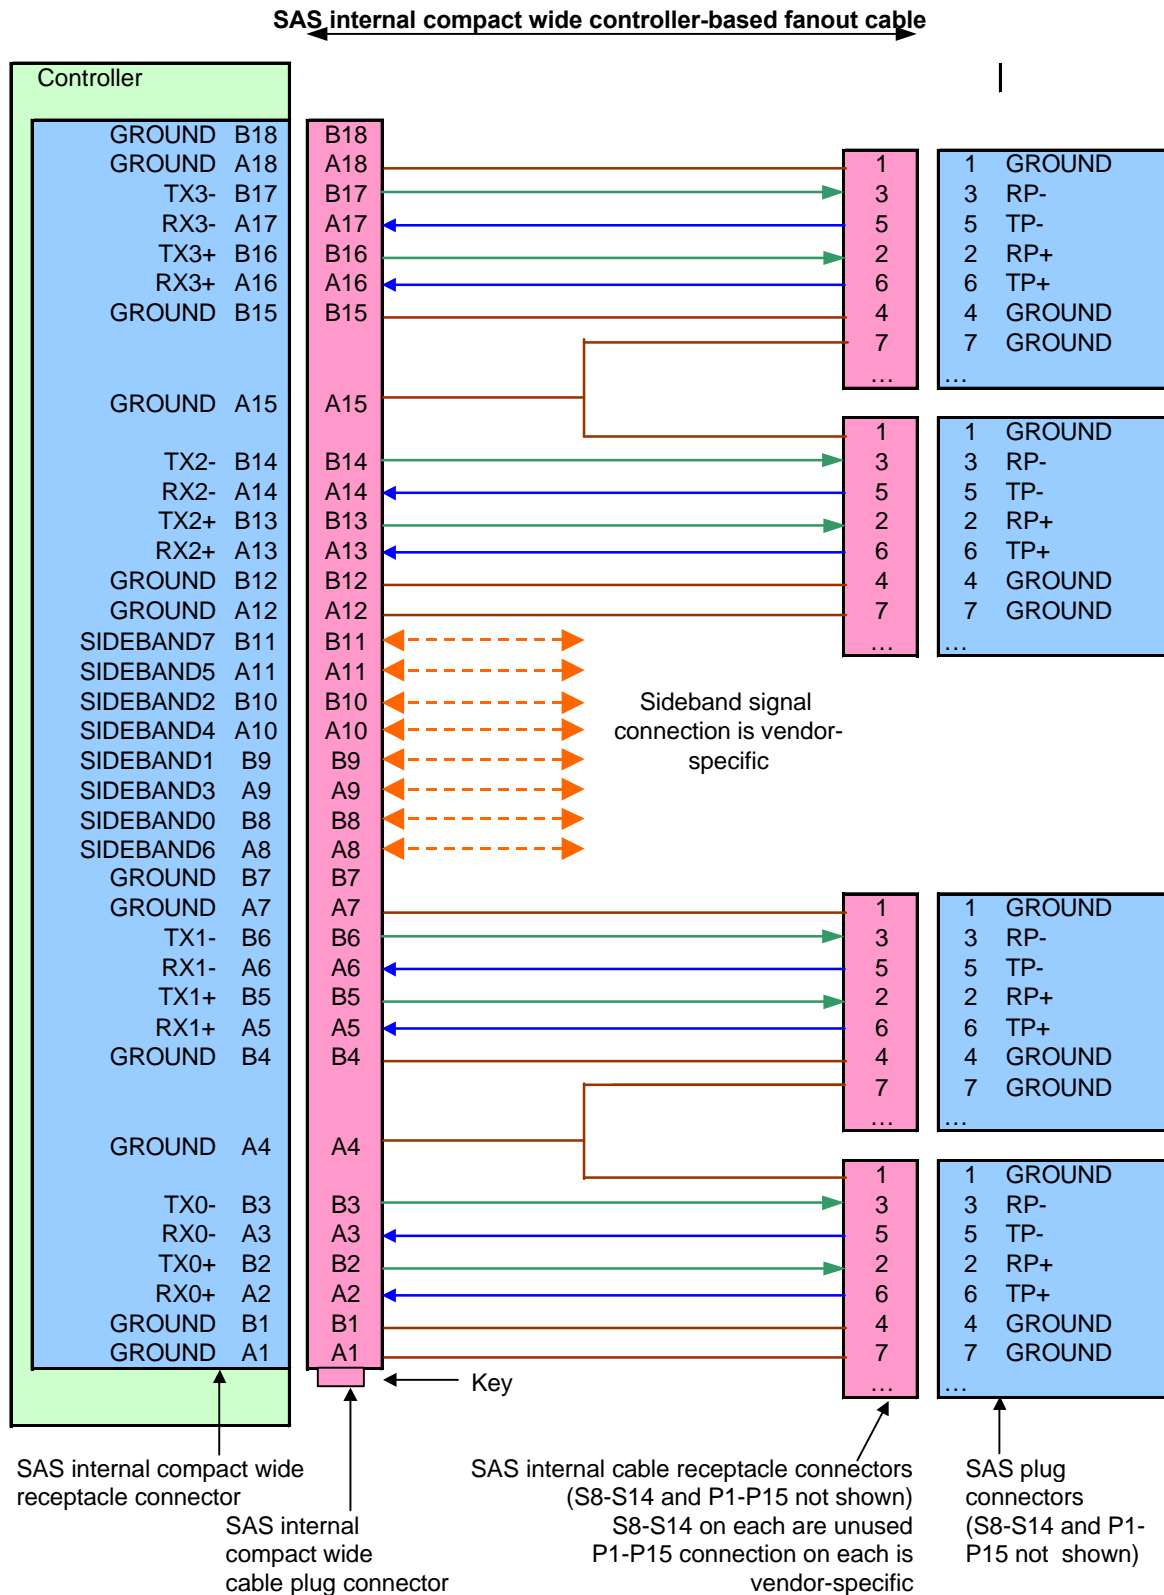 SAS internal compact wide controller-based fanout cable
Controller
GROUND B18 B18
GROUND A18 A18 1 1 GROUND
TX3- B17 B17 3 3 RP-
RX3- A17 A17 5 5 TP-
TX3+ B16 B16 2 2 RP+
RX3+ A16 A16 6 6 TP+
GROUND B15 B15 4 4 GROUND
7 7 GROUND
... ...
GROUND A15 A15
1 1 GROUND
TX2- B14 B14 3 3 RP-
RX2- A14 A14 5 5 TP-
TX2+ B13 B13 2 2 RP+
RX2+ A13 A13 6 6 TP+
GROUND B12 B12 4 4 GROUND
GROUND A12 A12 7 7 GROUND
SIDEBAND7 B11 B11 ... ...
SIDEBAND5 A11 A11
SIDEBAND2 B10 B10
SIDEBAND4 A10 A10
SIDEBAND1 B9 B9
SIDEBAND3 A9 A9
SIDEBAND0 B8 B8
SIDEBAND6 A8 A8
Sideband signal
connection is vendor-
specific
GROUND B7 B7
GROUND A7 A7 1 1 GROUND
TX1- B6 B6 3 3 RP-
RX1- A6 A6 5 5 TP-
TX1+ B5 B5 2 2 RP+
RX1+ A5 A5 6 6 TP+
GROUND B4 B4 4 4 GROUND
7 7 GROUND
... ...
GROUND A4 A4
1 1 GROUND
TX0- B3 B3 3 3 RP-
RX0- A3 A3 5 5 TP-
TX0+ B2 B2 2 2 RP+
RX0+ A2 A2 6 6 TP+
GROUND B1 B1 4 4 GROUND
GROUND A1 A1 7 7 GROUND
... ...
Key
SAS internal compact wide
receptacle connector
SAS internal
compact wide
cable plug connector
SAS internal cable receptacle connectors
(S8-S14 and P1-P15 not shown)
S8-S14 on each are unused
P1-P15 connection on each is
vendor-specific
SAS plug
connectors
(S8-S14 and P1-
P15 not shown)